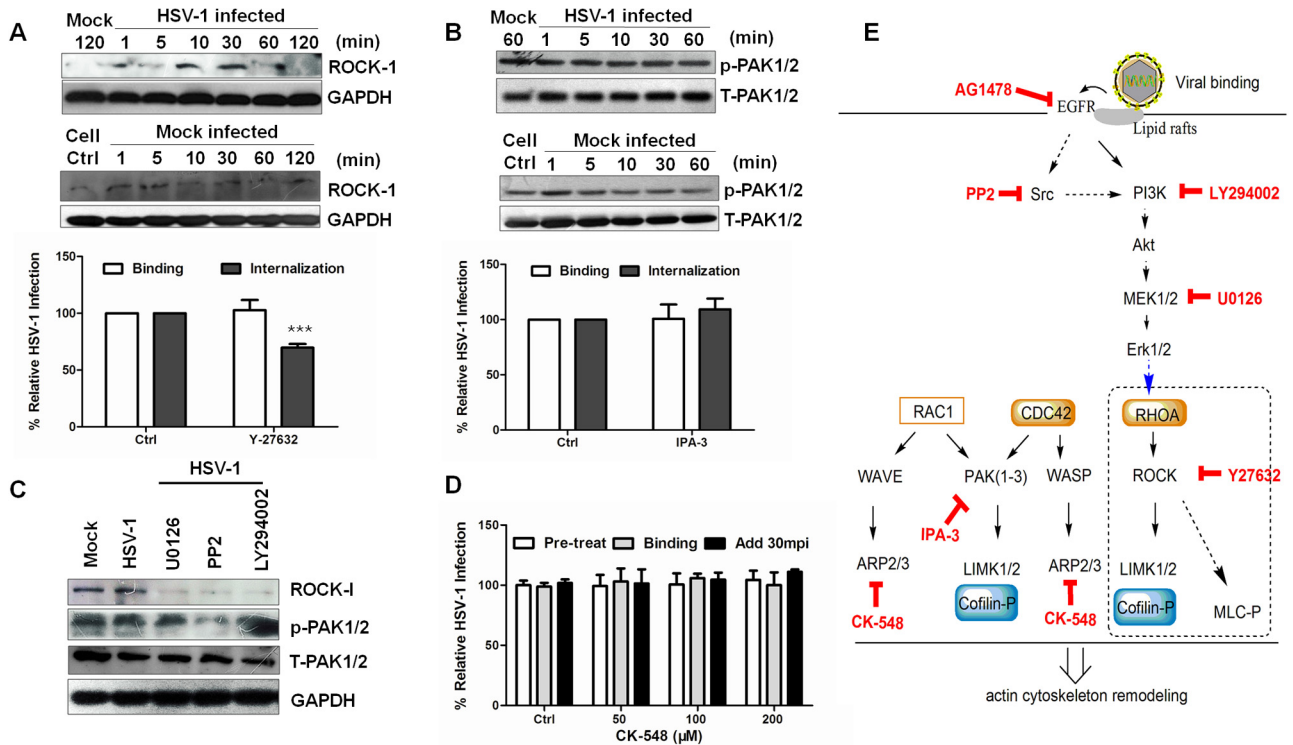 A
Mock HSV-1 infected
120 1 5 10 30 60 120 (min)
ROCK-1
GAPDH
Cell Ctrl Mock infected
1 5 10 30 60 120 (min)
ROCK-1
GAPDH
% Relative HSV-1 Infection
150
100
50
0
Binding Internalization
***
Ctrl Y-27632
B
Mock HSV-1 infected
60 1 5 10 30 60 (min)
p-PAK1/2
T-PAK1/2
Cell Ctrl Mock infected
1 5 10 30 60 (min)
p-PAK1/2
T-PAK1/2
% Relative HSV-1 Infection
150
100
50
0
Binding Internalization
Ctrl IPA-3
C
HSV-1
Mock HSV-1 U0126 PP2 LY294002
ROCK-I
p-PAK1/2
T-PAK1/2
GAPDH
D
% Relative HSV-1 Infection
150
100
50
0
Pre-treat Binding Add 30mpi
Ctrl 50 100 200
CK-548 (µM)
E
AG1478
EGFR
Viral binding
Lipid rafts
PP2 Src PI3K LY294002
Akt
MEK1/2 U0126
Erk1/2
RAC1 CDC42 RHOA
WAVE PAK(1-3) WASP ROCK Y27632
IPA-3
ARP2/3 LIMK1/2 ARP2/3 LIMK1/2
Cofilin-P Cofilin-P MLC-P
CK-548 CK-548
actin cytoskeleton remodeling